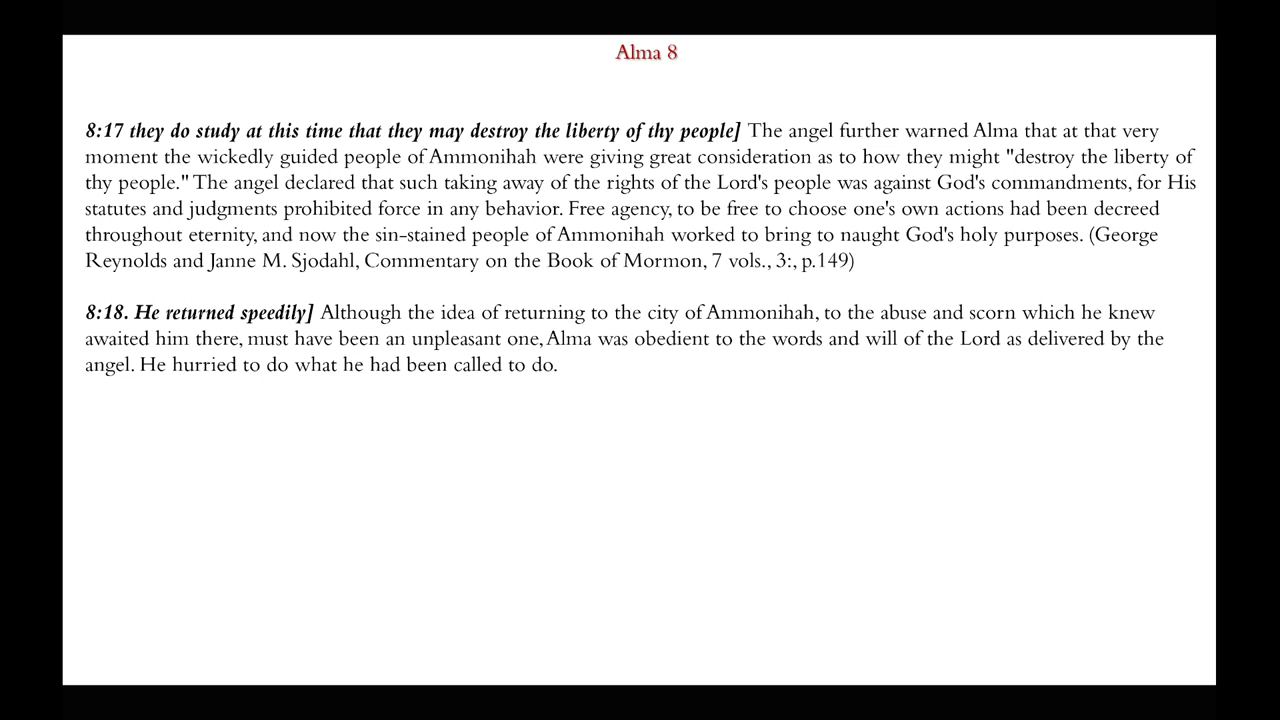 Alma 8
8:17 they do study at this time that they may destroy the liberty of thy people] The angel further warned Alma that at that very
moment the wickedly guided people of Ammonihah were giving great consideration as to how they might "destroy the liberty of
thy people." The angel declared that such taking away of the rights of the Lord's people was against God's commandments, for His
statutes and judgments prohibited force in any behavior. Free agency, to be free to choose one's own actions had been decreed
throughout eternity, and now the sin-stained people of Ammonihah worked to bring to naught God's holy purposes. (George
Reynolds and Janne M. Sjodahl, Commentary on the Book of Mormon, 7 vols., 3:, p.149)
8:18. He returned speedily] Although the idea of returning to the city of Ammonihah, to the abuse and scorn which he knew
awaited him there, must have been an unpleasant one, Alma was obedient to the words and will of the Lord as delivered by the
angel. He hurried to do what he had been called to do.